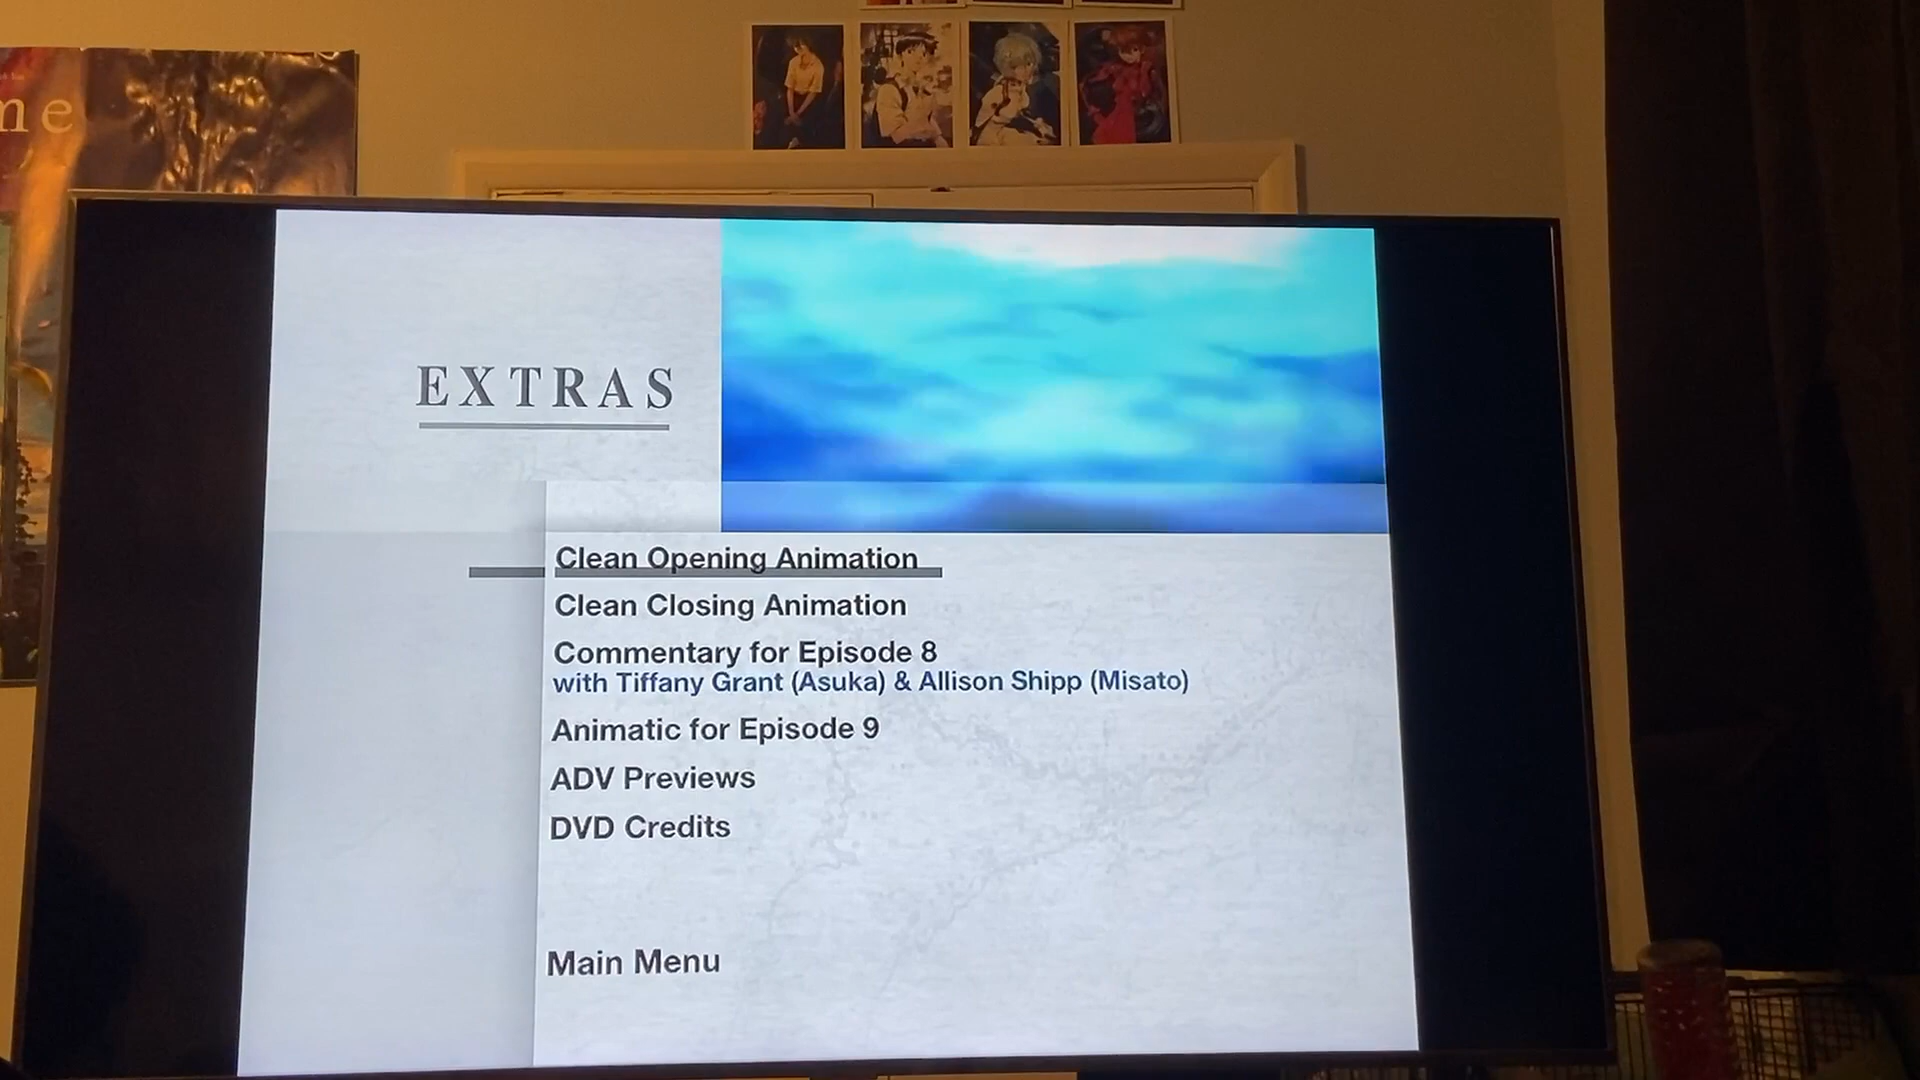 me
EXTRAS
Clean Opening Animation
Clean Closing Animation
Commentary for Episode 8
with Tiffany Grant (Asuka) & Allison Shipp (Misato)
Animatic for Episode 9
ADV Previews
DVD Credits
Main Menu